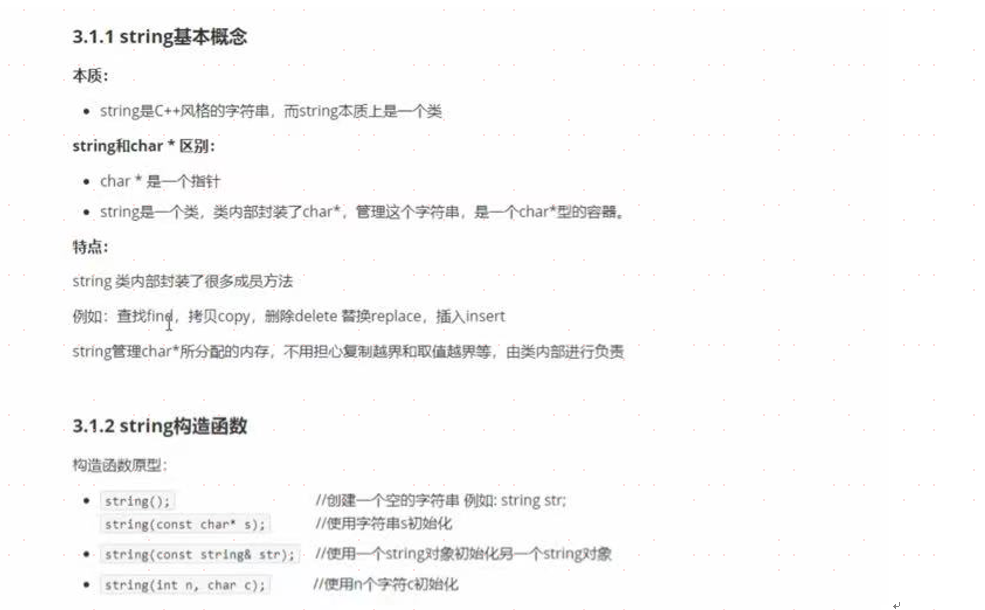 3.1.1 string基本概念
本质：
string是C++风格的字符串，而string本质上是一个类
string和char * 区别：
char * 是一个指针
string是一个类，类内部封装了char*，管理这个字符串，是一个char*型的容器。
特点：
string 类内部封装了很多成员方法
例如：查找find，拷贝copy，删除delete 替换replace，插入insert
string管理char*所分配的内存，不用担心复制越界和取值越界等，由类内部进行负责
3.1.2 string构造函数
构造函数原型：
string(); //创建一个空的字符串 例如: string str;
string(const char* s); //使用字符串s初始化
string(const string& str); //使用一个string对象初始化另一个string对象
string(int n, char c); //使用n个字符c初始化